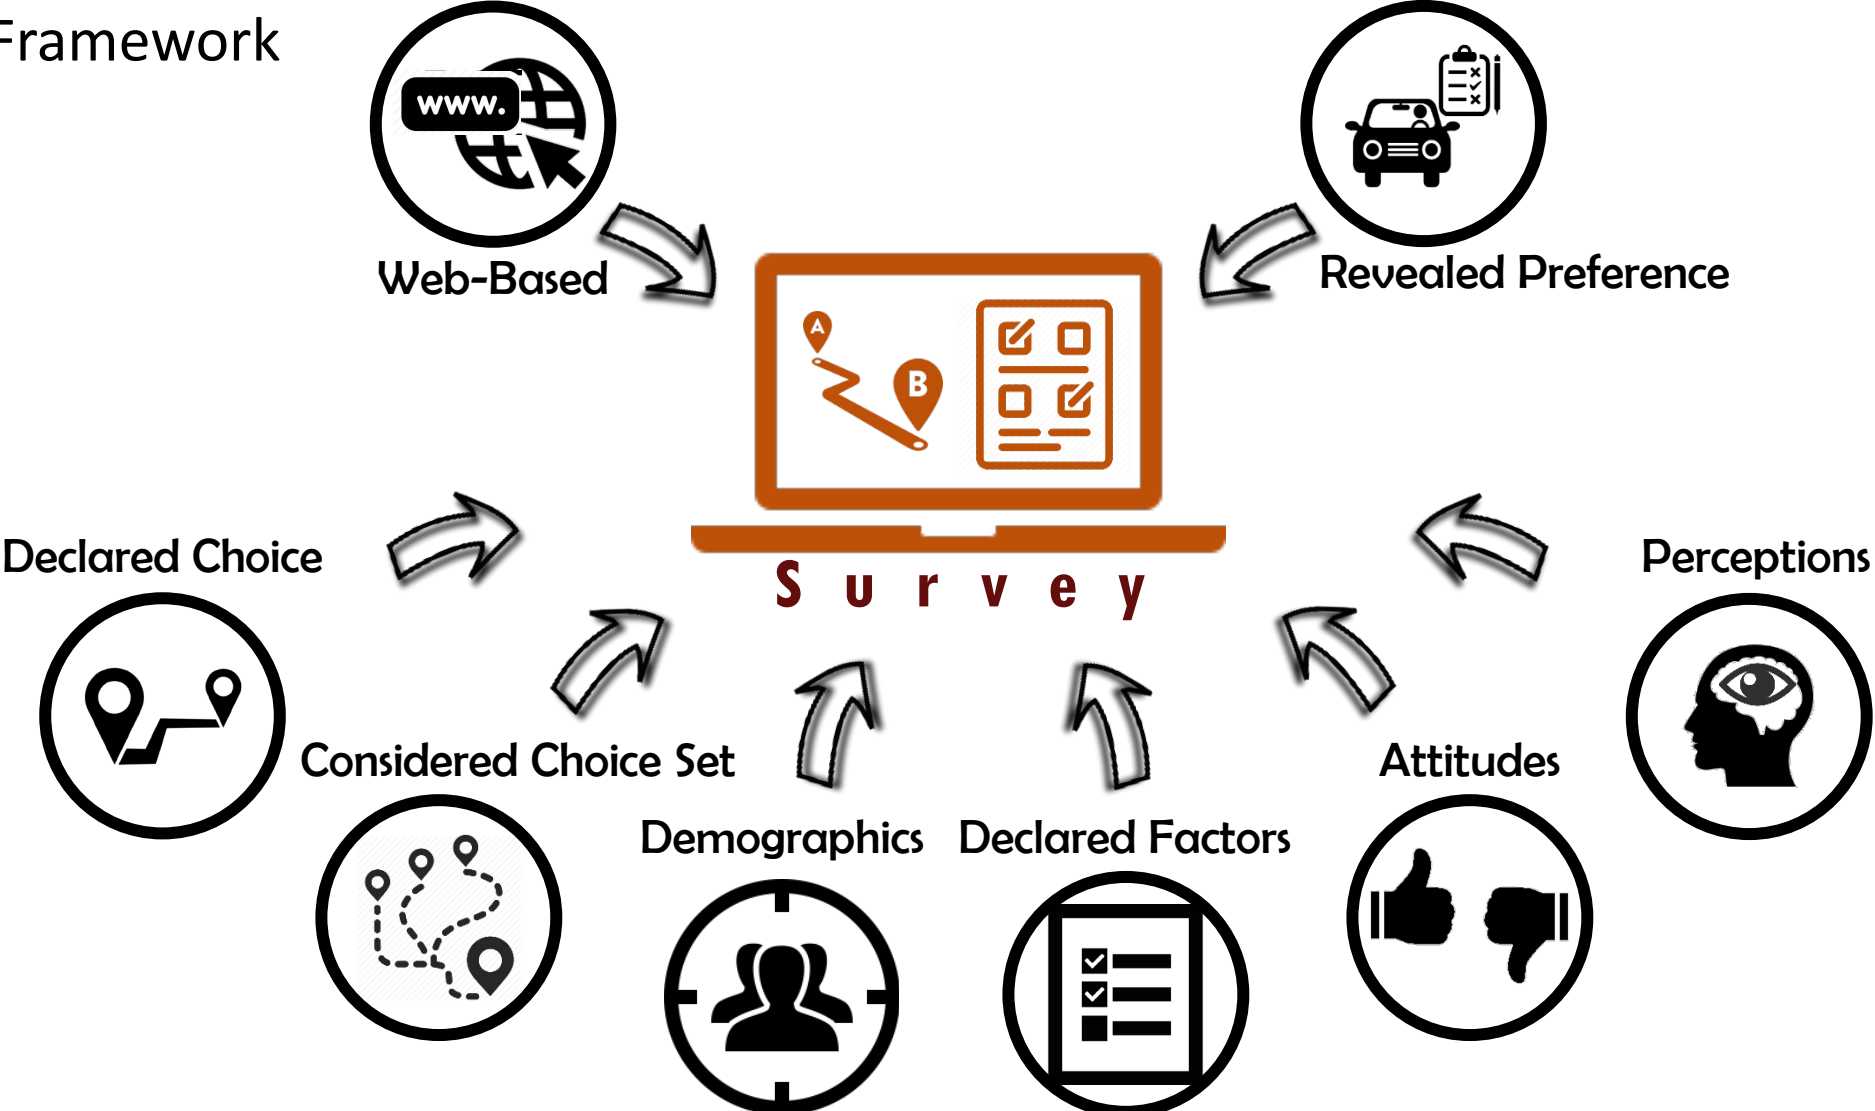 Framework
www.
Web-Based
Revealed Preference
A
B
Survey
Declared Choice
Perceptions
Considered Choice Set
Attitudes
Demographics
Declared Factors